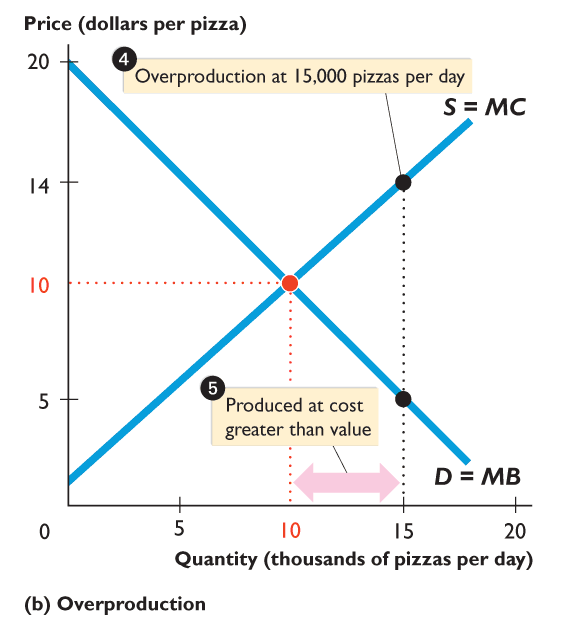 Price (dollars per pizza)
20
4
Overproduction at 15,000 pizzas per day
S = MC
14
10
5
5
Produced at cost
greater than value
D = MB
0
5
10
15
20
Quantity (thousands of pizzas per day)
(b) Overproduction